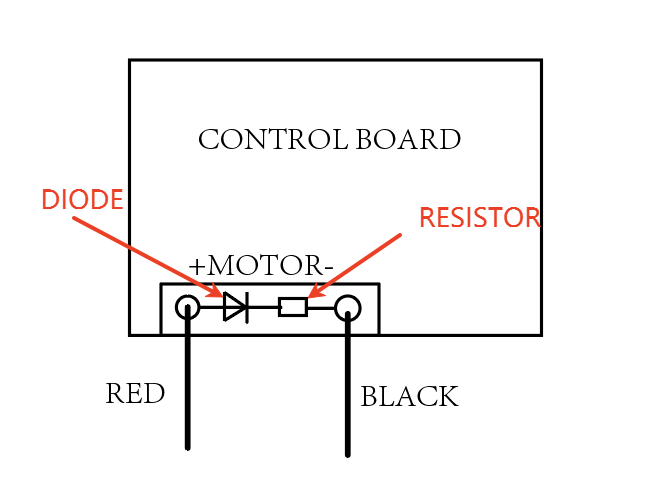 CONTROL BOARD
DIODE
RESISTOR
+MOTOR-
RED
BLACK